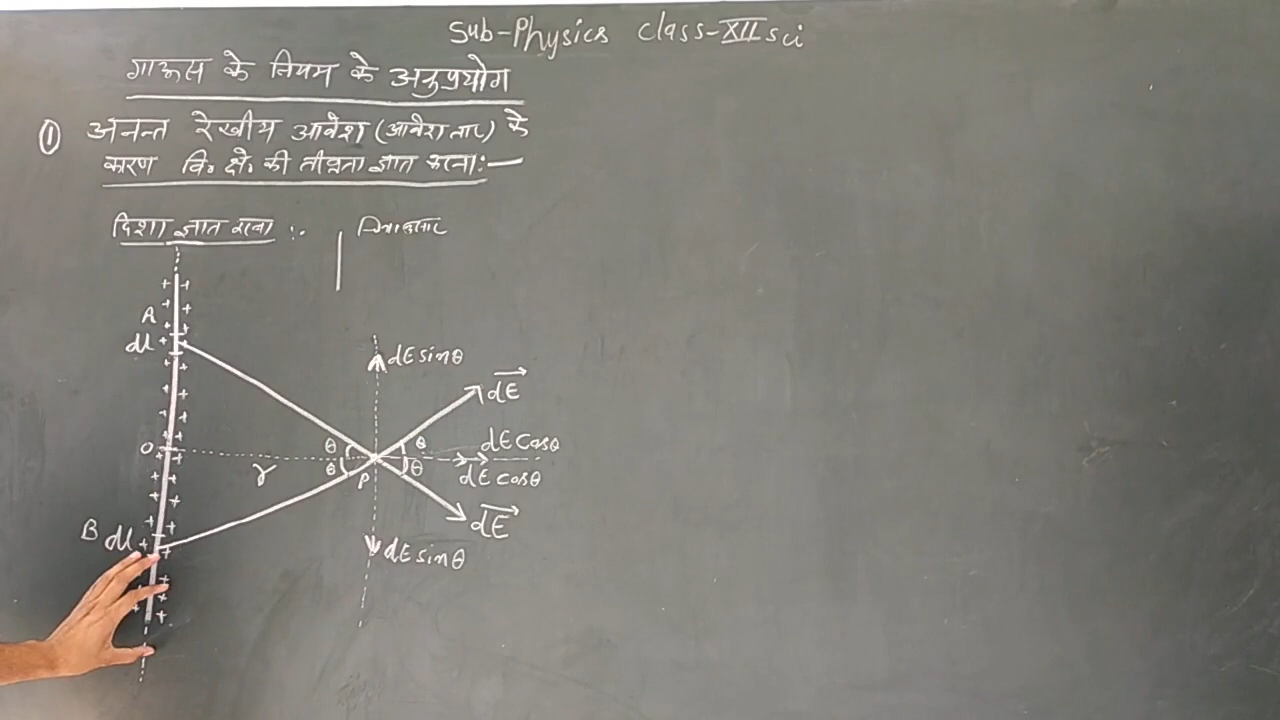 Sub-Physics class-XII sci
गाऊस के नियम के अनुप्रयोग
① अनन्त रेखीय आवेश (आवेश तार) के
कारण वि॰ क्षे॰ की तीव्रता ज्ञात करना:—
दिशा ज्ञात करना :-
चित्रानुसार
A
dl
dE sinθ
dE
θ θ
dE cosθ
O
r
θ θ
dE cosθ
P
B dl
dE
dE sinθ